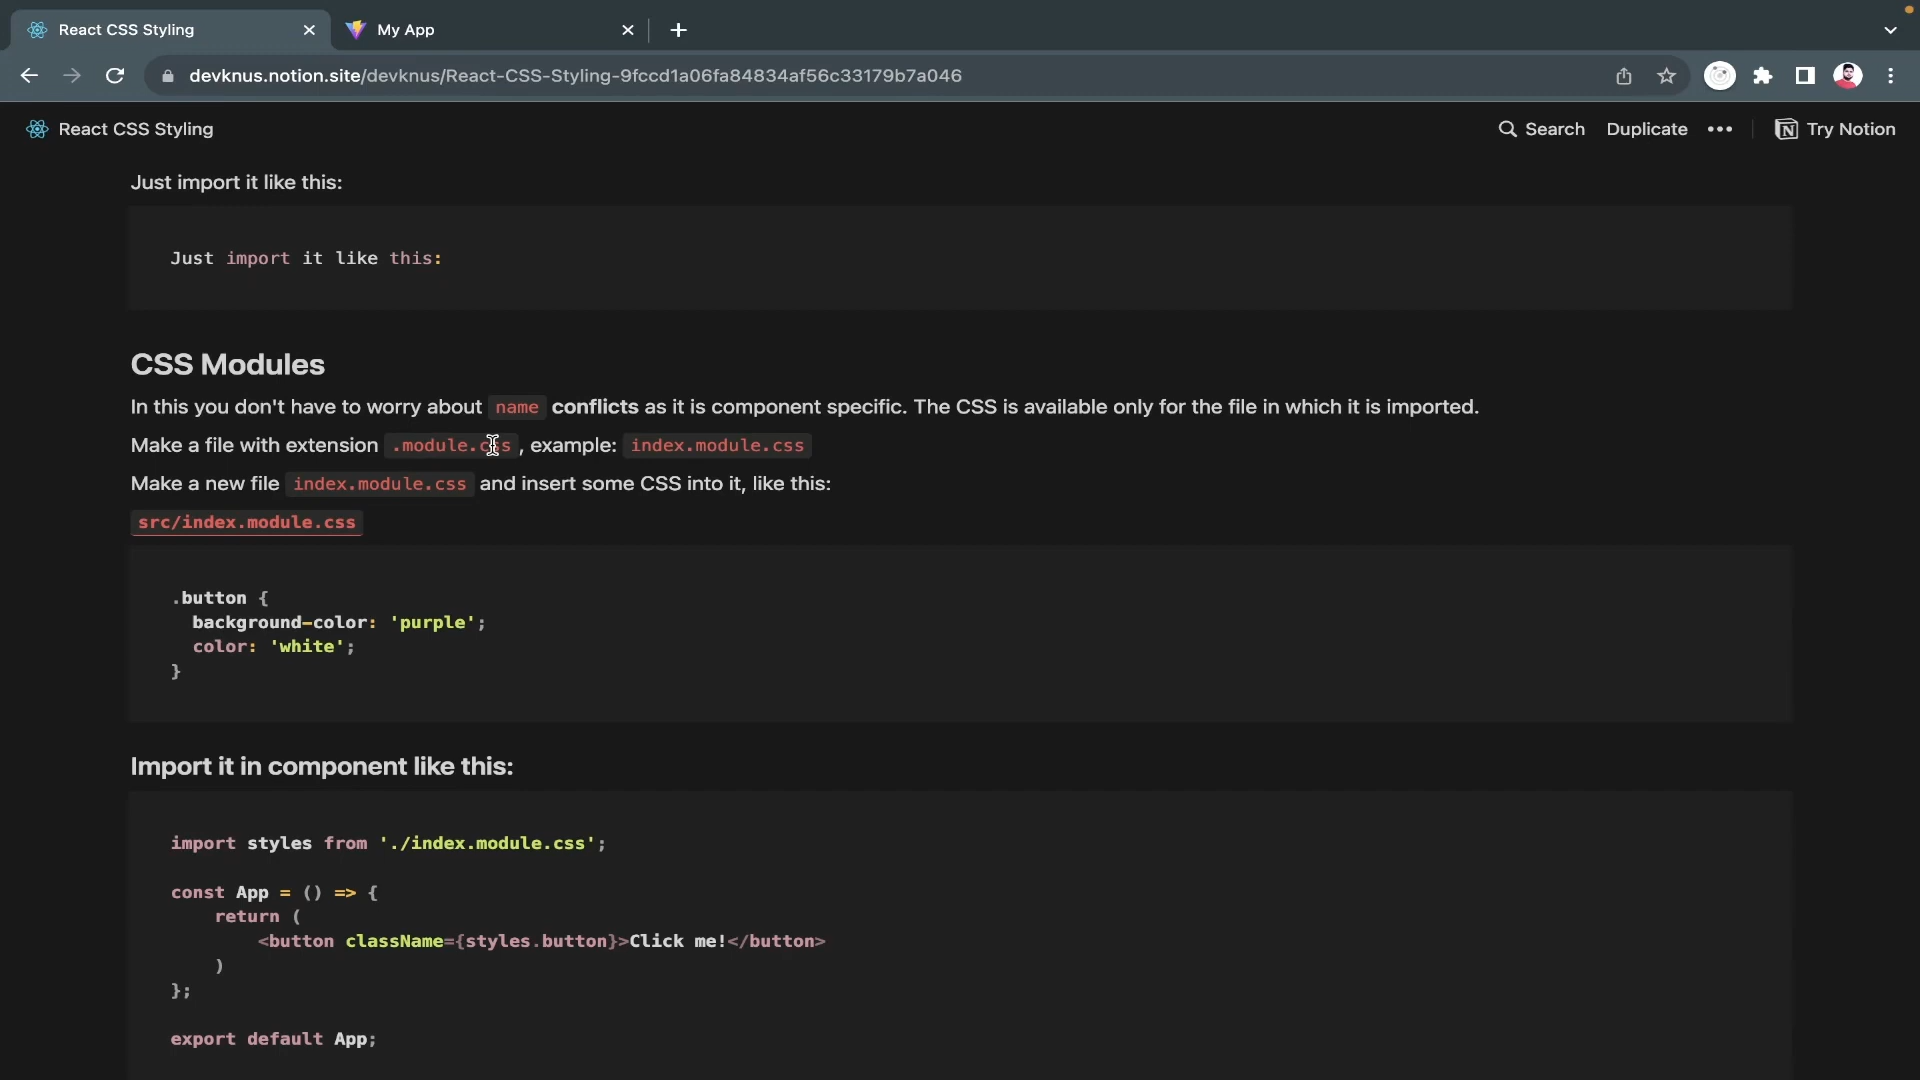 React CSS Styling
My App
devknus.notion.site/devknus/React-CSS-Styling-9fccd1a06fa84834af56c33179b7a046
React CSS Styling
Search Duplicate ••• Try Notion
Just import it like this:
Just import it like this:
CSS Modules
In this you don't have to worry about name conflicts as it is component specific. The CSS is available only for the file in which it is imported.
Make a file with extension .module.css , example: index.module.css
Make a new file index.module.css and insert some CSS into it, like this:
src/index.module.css
.button {
  background-color: 'purple';
  color: 'white';
}
Import it in component like this:
import styles from './index.module.css';
const App = () => {
    return (
        <button className={styles.button}>Click me!</button>
    )
};
export default App;